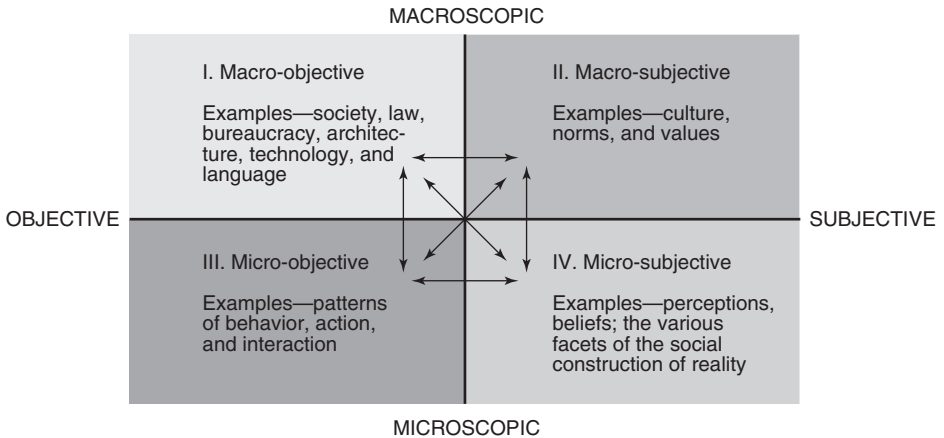 MACROSCOPIC
I. Macro-objective
Examples—society, law,
bureaucracy, architec-
ture, technology, and
language
II. Macro-subjective
Examples—culture,
norms, and values
OBJECTIVE
SUBJECTIVE
III. Micro-objective
Examples—patterns
of behavior, action,
and interaction
IV. Micro-subjective
Examples—perceptions,
beliefs; the various
facets of the social
construction of reality
MICROSCOPIC